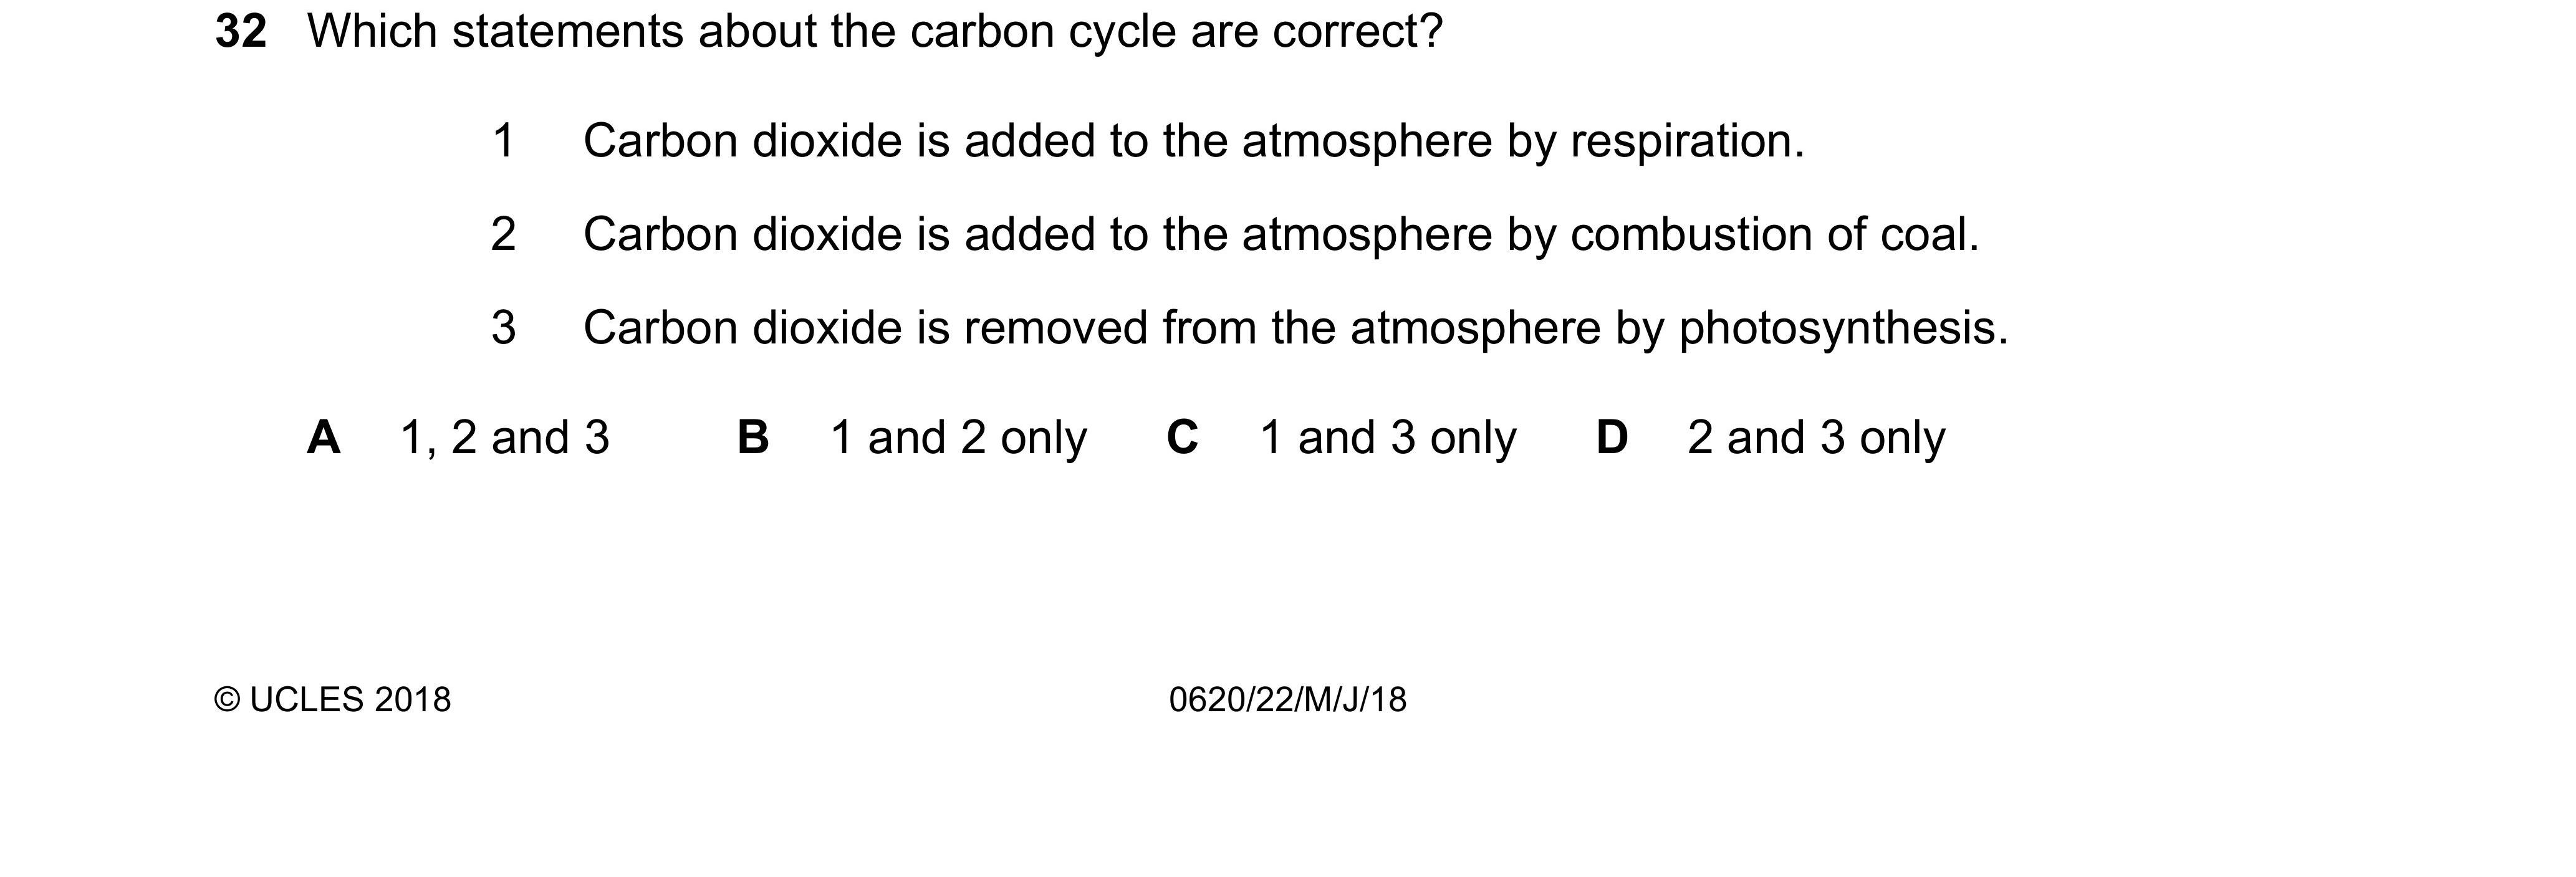 32 Which statements about the carbon cycle are correct?
1 Carbon dioxide is added to the atmosphere by respiration.
2 Carbon dioxide is added to the atmosphere by combustion of coal.
3 Carbon dioxide is removed from the atmosphere by photosynthesis.
A 1, 2 and 3 B 1 and 2 only C 1 and 3 only D 2 and 3 only
© UCLES 2018 0620/22/M/J/18